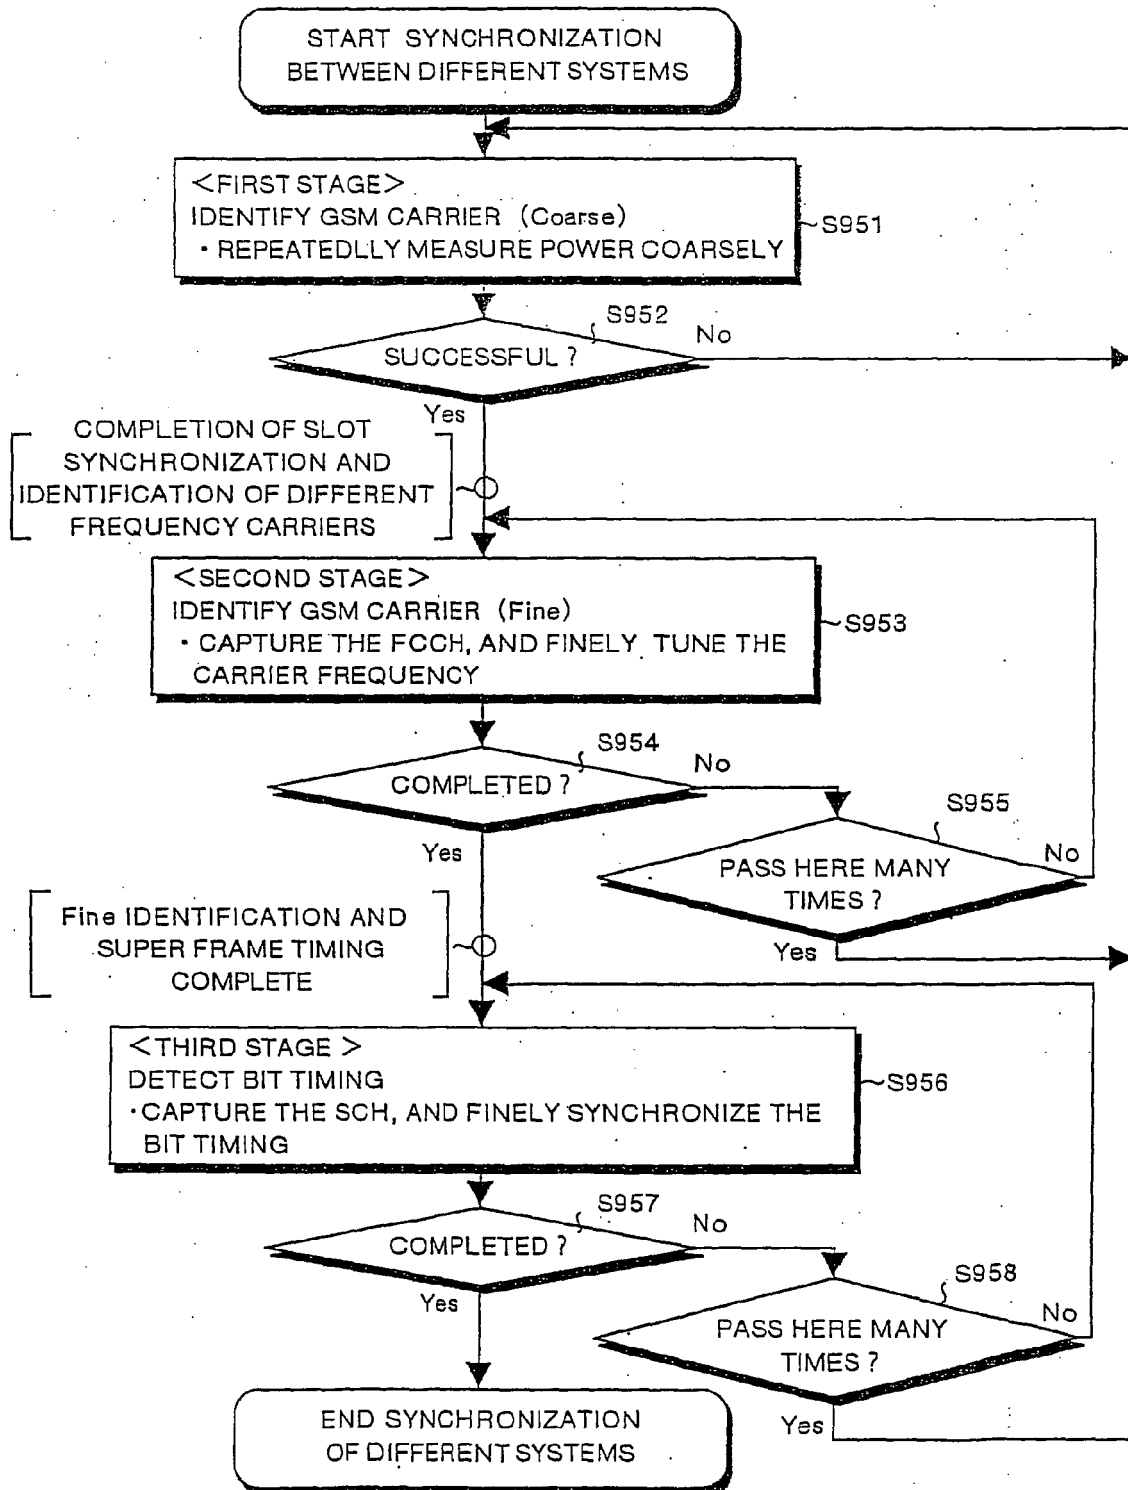 START SYNCHRONIZATION
BETWEEN DIFFERENT SYSTEMS
<FIRST STAGE>
IDENTIFY GSM CARRIER (Coarse)
・REPEATEDLLY MEASURE POWER COARSELY
S951
S952
SUCCESSFUL ?
No
Yes
COMPLETION OF SLOT
SYNCHRONIZATION AND
IDENTIFICATION OF DIFFERENT
FREQUENCY CARRIERS
<SECOND STAGE>
IDENTIFY GSM CARRIER (Fine)
・CAPTURE THE FCCH, AND FINELY TUNE THE
CARRIER FREQUENCY
S953
S954
COMPLETED ?
No
Yes
S955
PASS HERE MANY
TIMES ?
No
Yes
Fine IDENTIFICATION AND
SUPER FRAME TIMING
COMPLETE
<THIRD STAGE >
DETECT BIT TIMING
・CAPTURE THE SCH, AND FINELY SYNCHRONIZE THE
BIT TIMING
S956
S957
COMPLETED ?
No
Yes
S958
PASS HERE MANY
TIMES ?
No
Yes
END SYNCHRONIZATION
OF DIFFERENT SYSTEMS